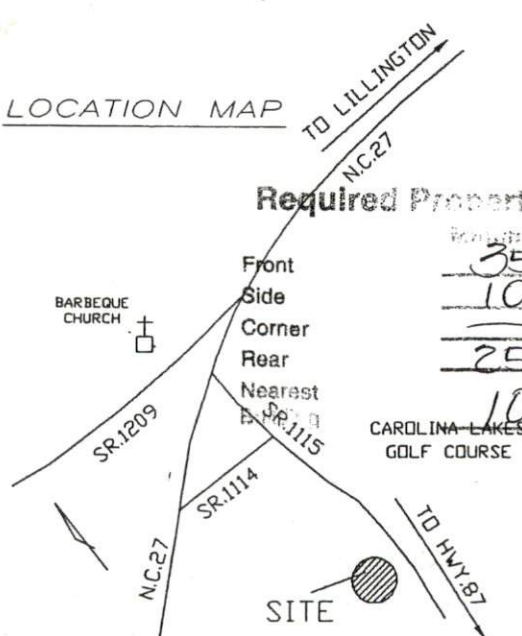 LOCATION MAP
TO LILLINGTON
N.C.27
Required
Front 35
Side 10
Corner
Rear 25
Nearest
10
BARBEQUE
CHURCH
SR.1209
SR.1115
SR.1114
CAROLINA LAKES
GOLF COURSE
N.C.27
TO HWY.87
SITE